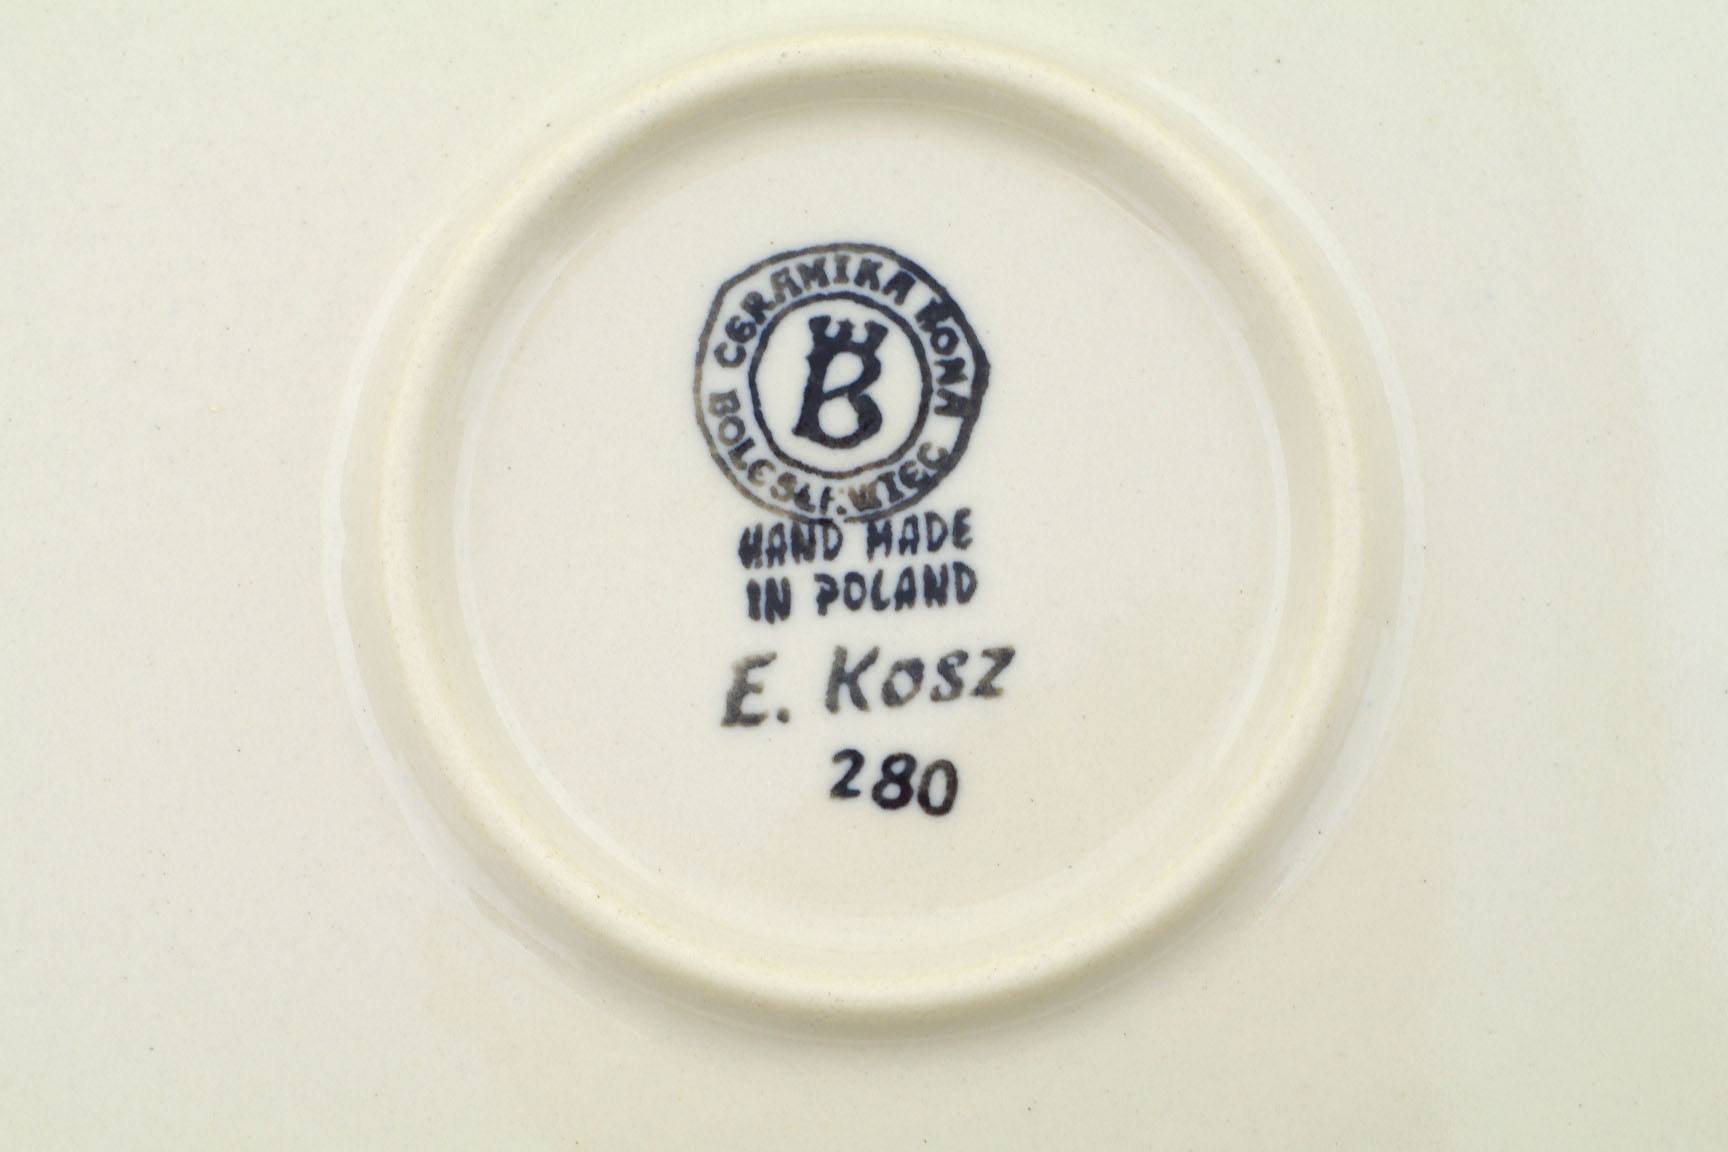 CERAMIKA BONA
BOLESŁAWIEC
B
HAND MADE
IN POLAND
E. KOSZ
280